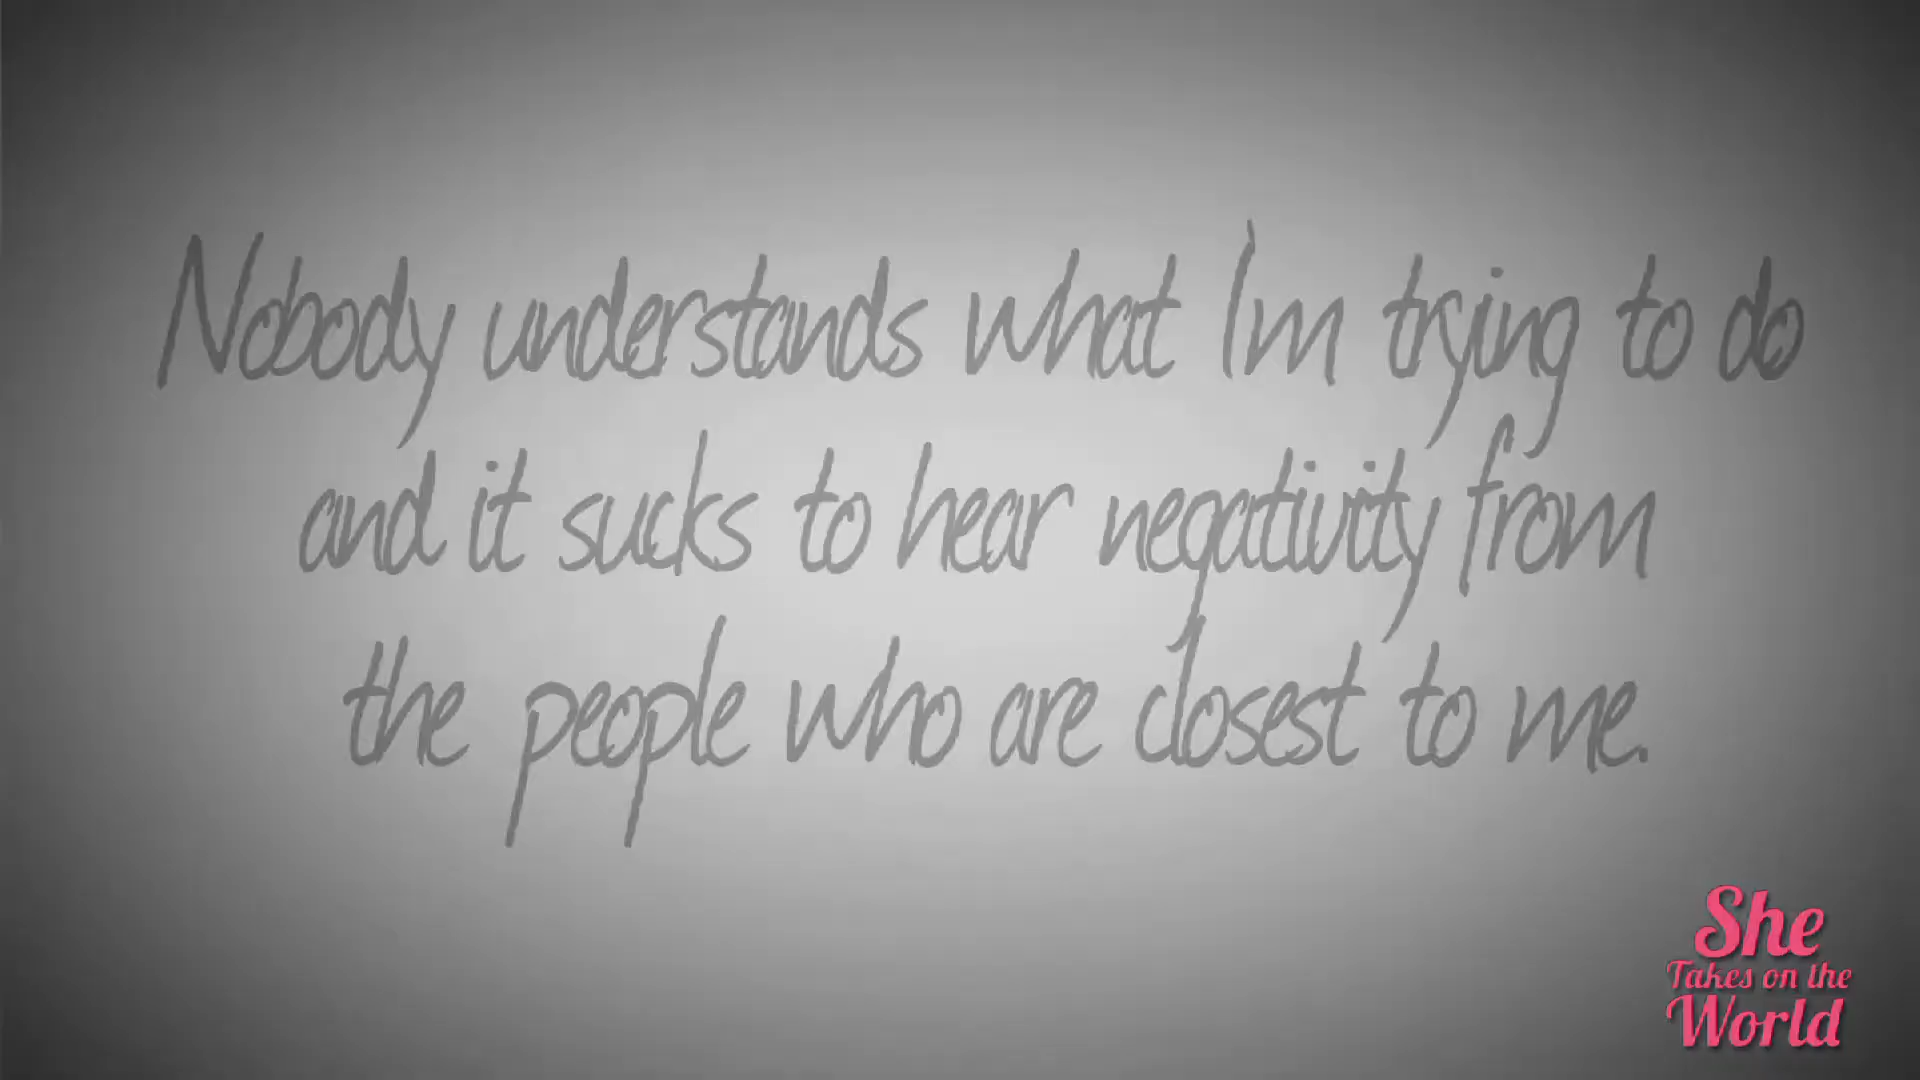 Nobody understands what I'm trying to do
and it sucks to hear negativity from
the people who are closest to me.
She
Takes on the
World